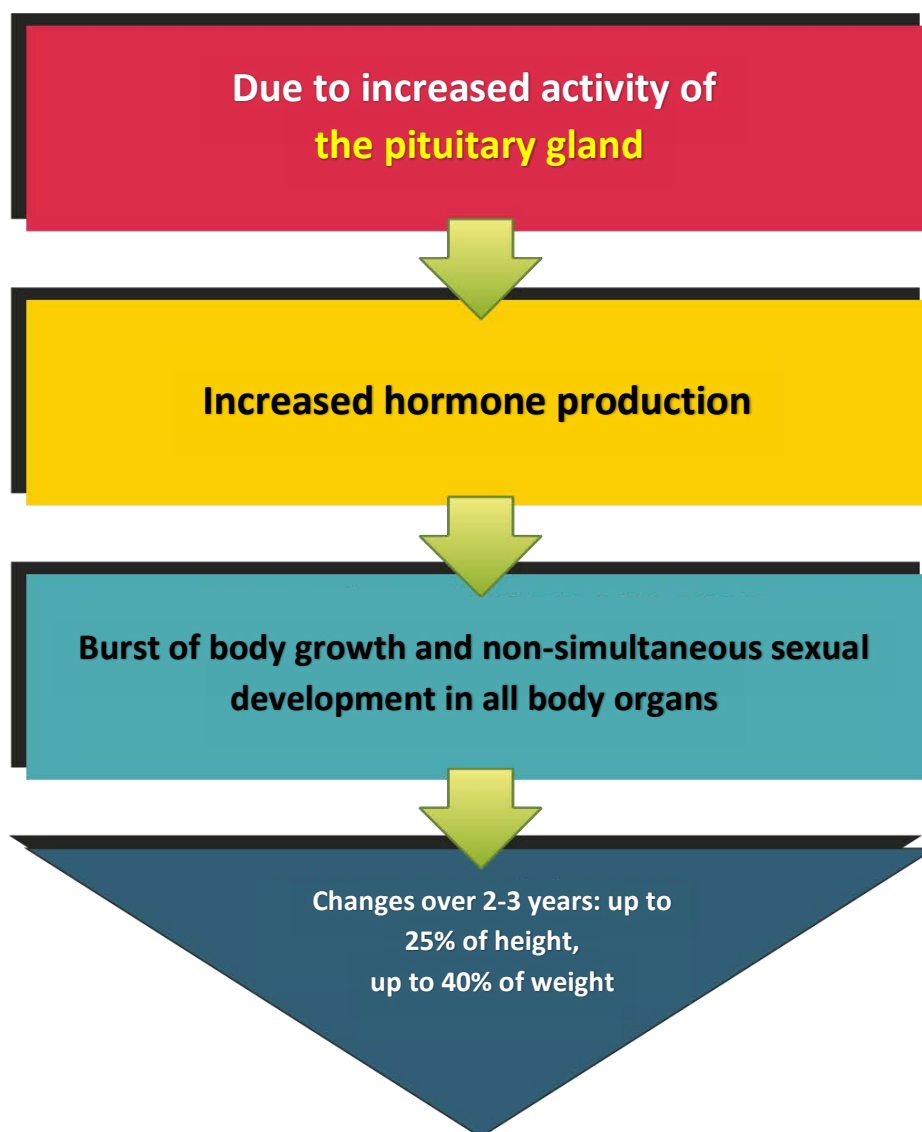 Due to increased activity of
the pituitary gland
Increased hormone production
Burst of body growth and non-simultaneous sexual
development in all body organs
Changes over 2-3 years: up to
25% of height,
up to 40% of weight